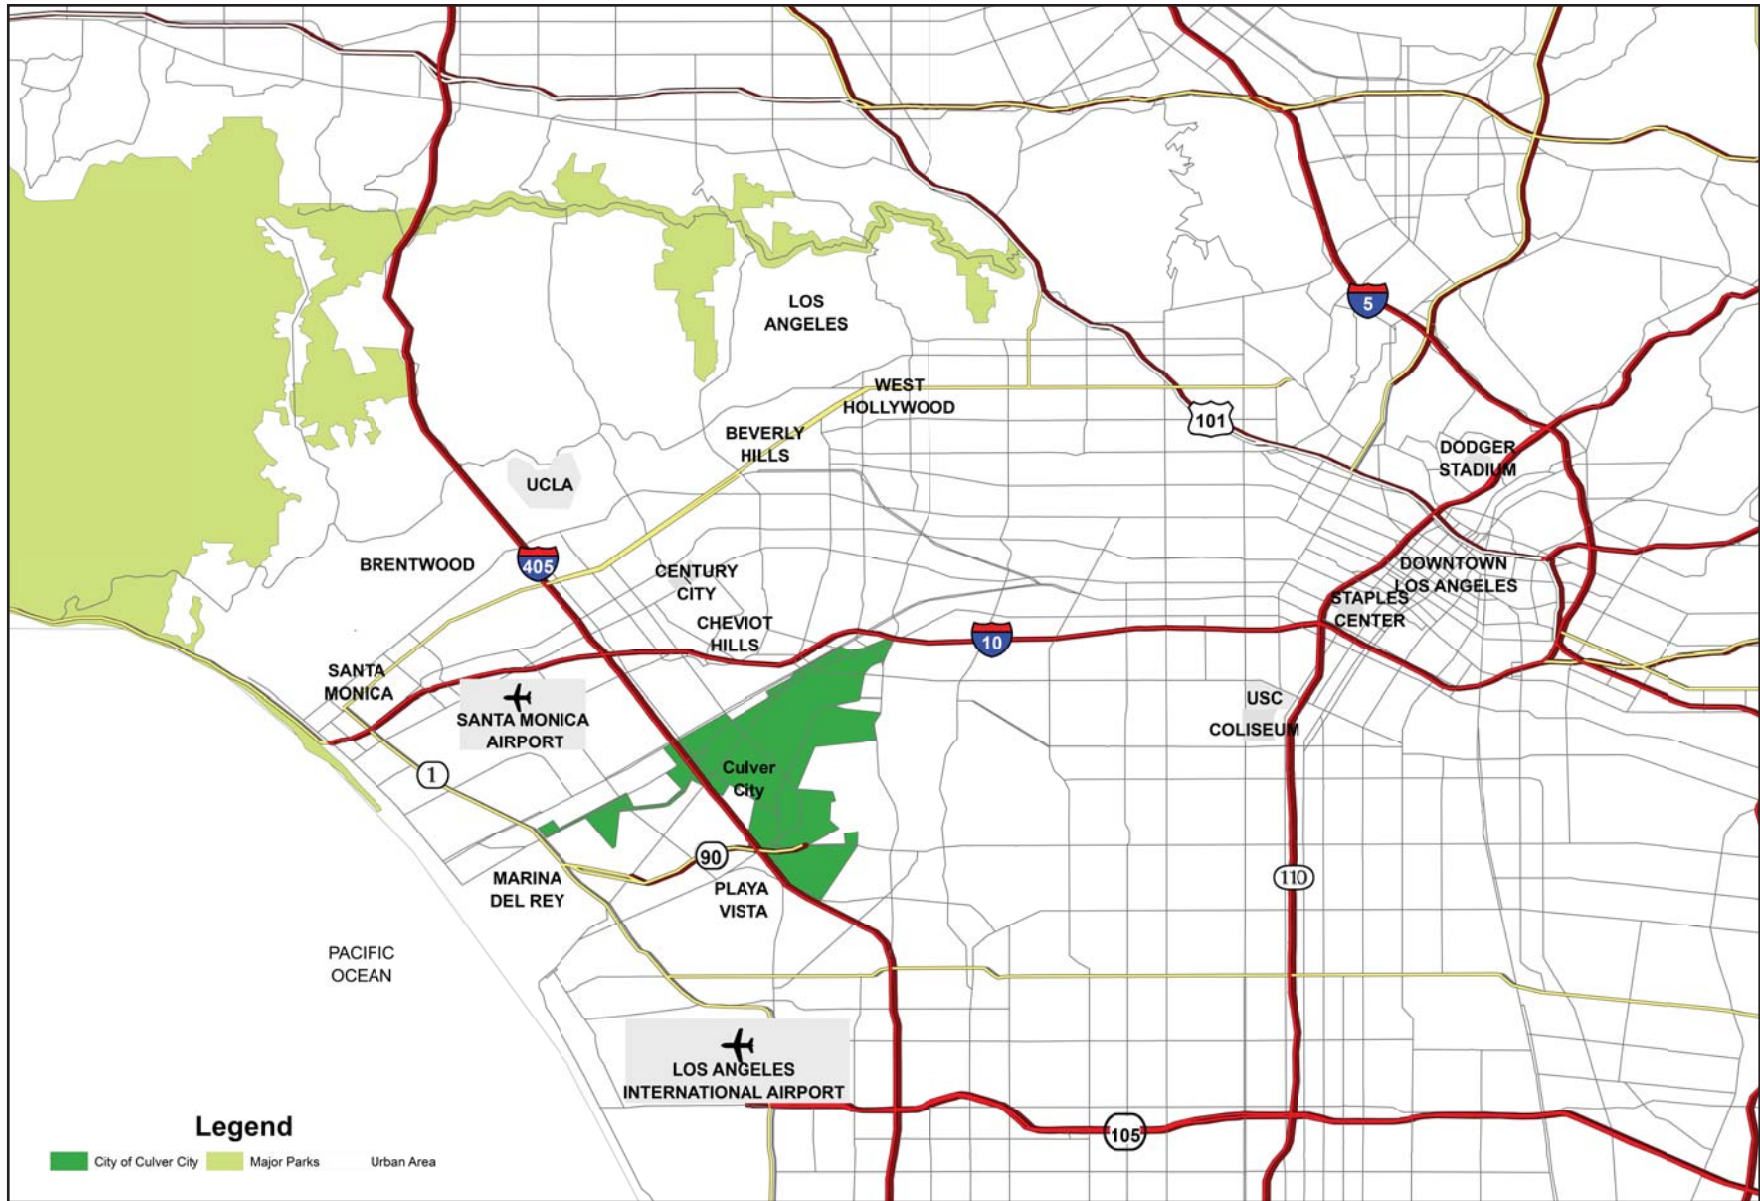 LOS
ANGELES
5
WEST
HOLLYWOOD
101
BEVERLY
HILLS
DODGER
STADIUM
UCLA
BRENTWOOD
405
CENTURY
CITY
DOWNTOWN
LOS ANGELES
STAPLES
CENTER
CHEVIOT
HILLS
10
SANTA
MONICA
SANTA MONICA
AIRPORT
USC
COLISEUM
1
Culver
City
90
MARINA
DEL REY
PLAYA
VISTA
110
PACIFIC
OCEAN
LOS ANGELES
INTERNATIONAL AIRPORT
105
Legend
City of Culver City
Major Parks
Urban Area